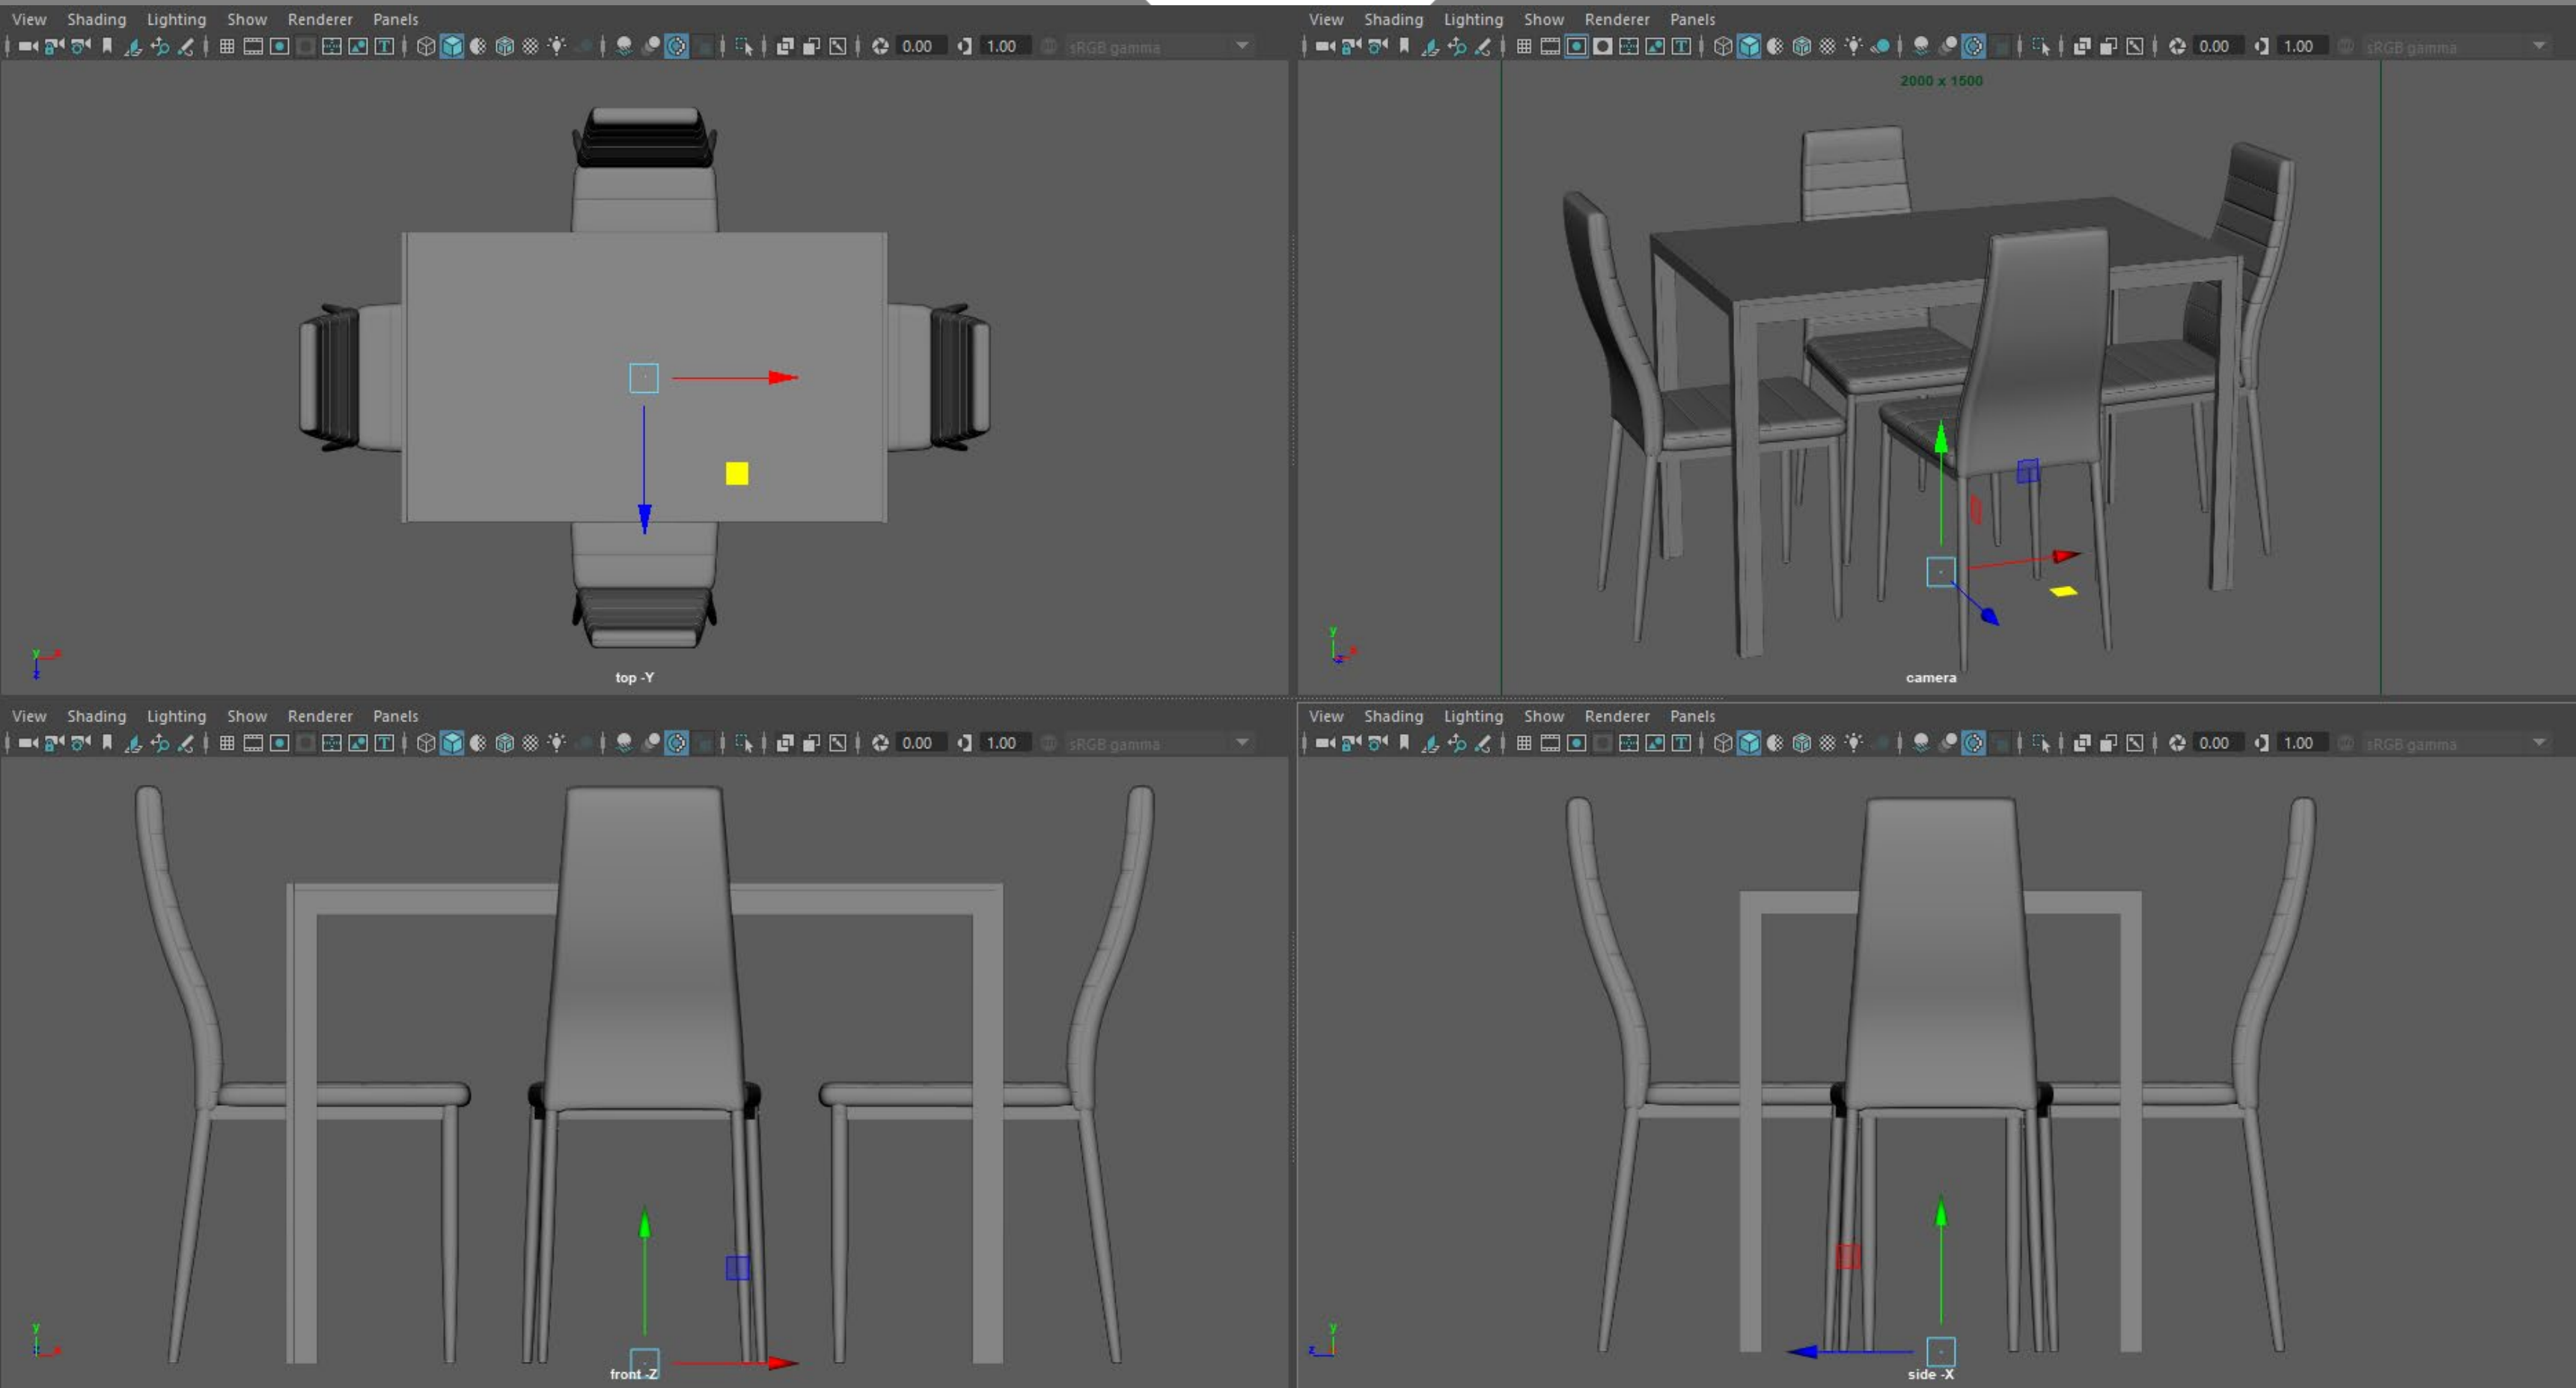 View Shading Lighting Show Renderer Panels
0.00 1.00 sRGB gamma
top -Y
y x
z
View Shading Lighting Show Renderer Panels
0.00 1.00 sRGB gamma
2000 x 1500
camera
y
z x
View Shading Lighting Show Renderer Panels
0.00 1.00 sRGB gamma
front -Z
y
z x
View Shading Lighting Show Renderer Panels
0.00 1.00 sRGB gamma
side -X
y
z